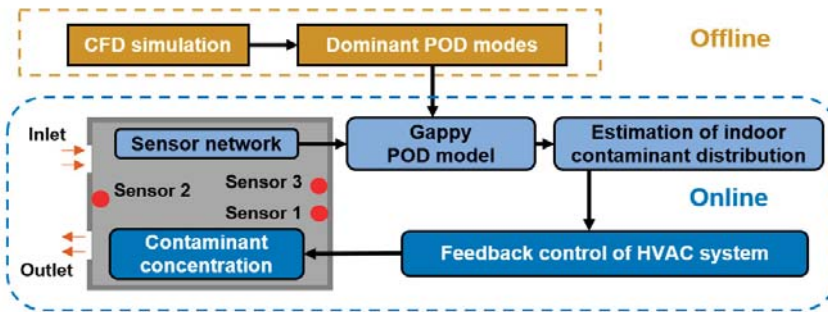 CFD simulation
Dominant POD modes
Offline
Inlet
Sensor network
Gappy
POD model
Estimation of indoor
contaminant distribution
Sensor 2
Sensor 3
Sensor 1
Online
Outlet
Contaminant
concentration
Feedback control of HVAC system